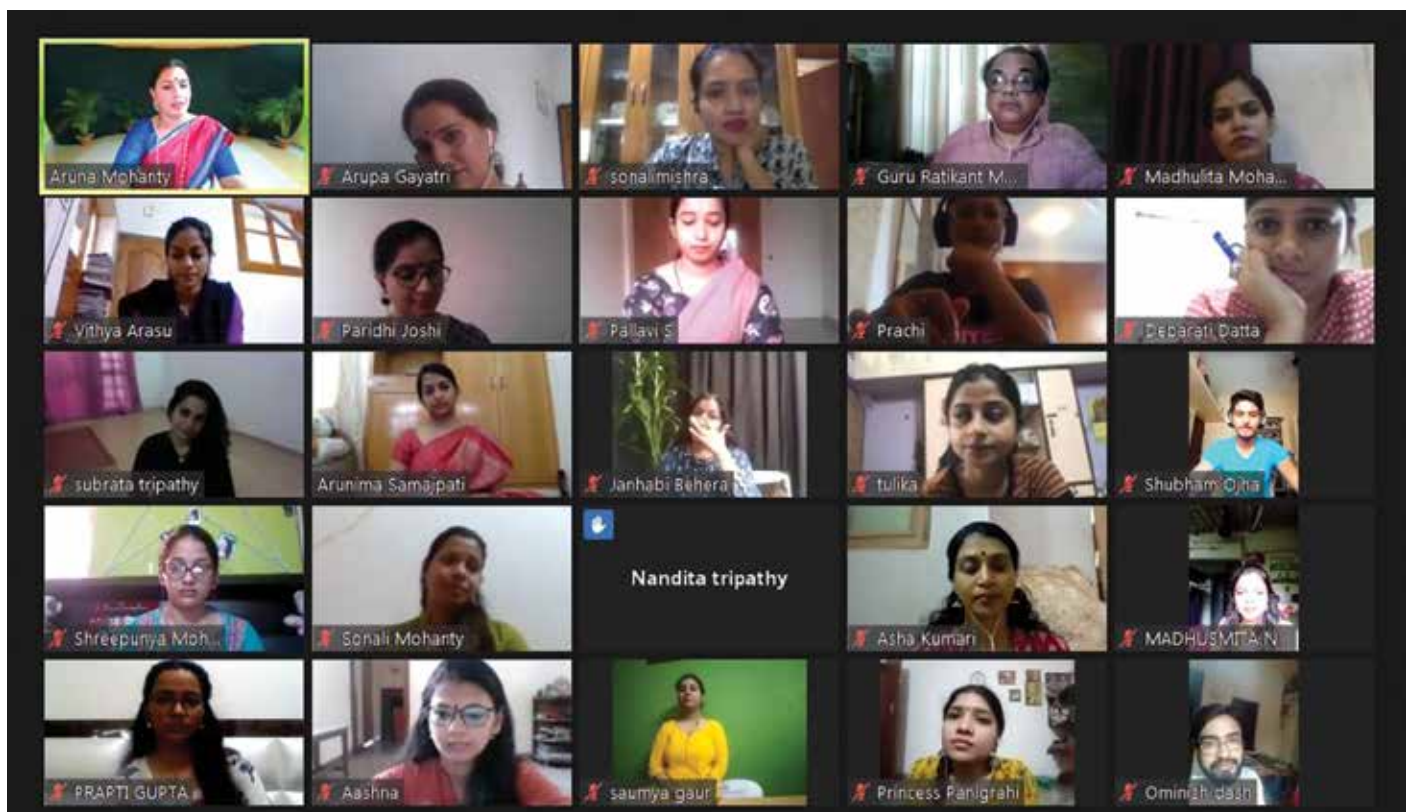 Aruna Mohanty
Arupa Gayatri
sonalimishra
Guru Ratikant M...
Madhulita Moha...
Vithya Arasu
Paridhi Joshi
Pallavi S
Prachi
Debarati Datta
subrata tripathy
Arunima Samajpati
Janhabi Behera
tulika
Shubham Ojha
Shreepunya Moh...
Sonali Mohanty
Nandita tripathy
Asha Kumari
MADHUSMITA N
PRAPTI GUPTA
Aashna
saumya gaur
Princess Panigrahi
Ominizh dash